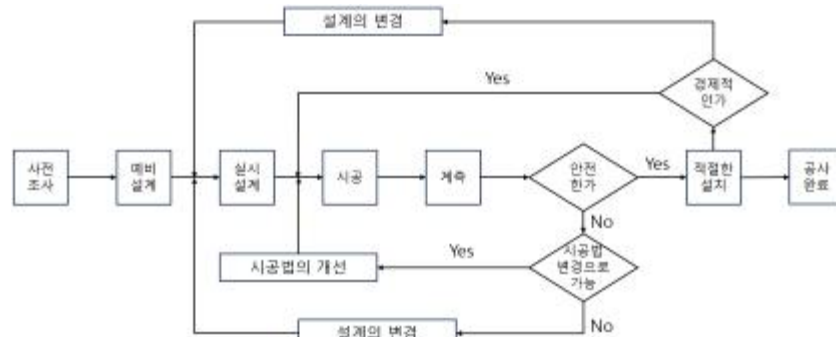 설계의 변경
Yes
경제적
인가
사전
조사
예비
설계
실시
설계
시공
계측
안전
한가
Yes
적절한
설치
공사
완료
No
시공법의 개선
Yes
시공법
변경으로
가능
설계의 변경
No